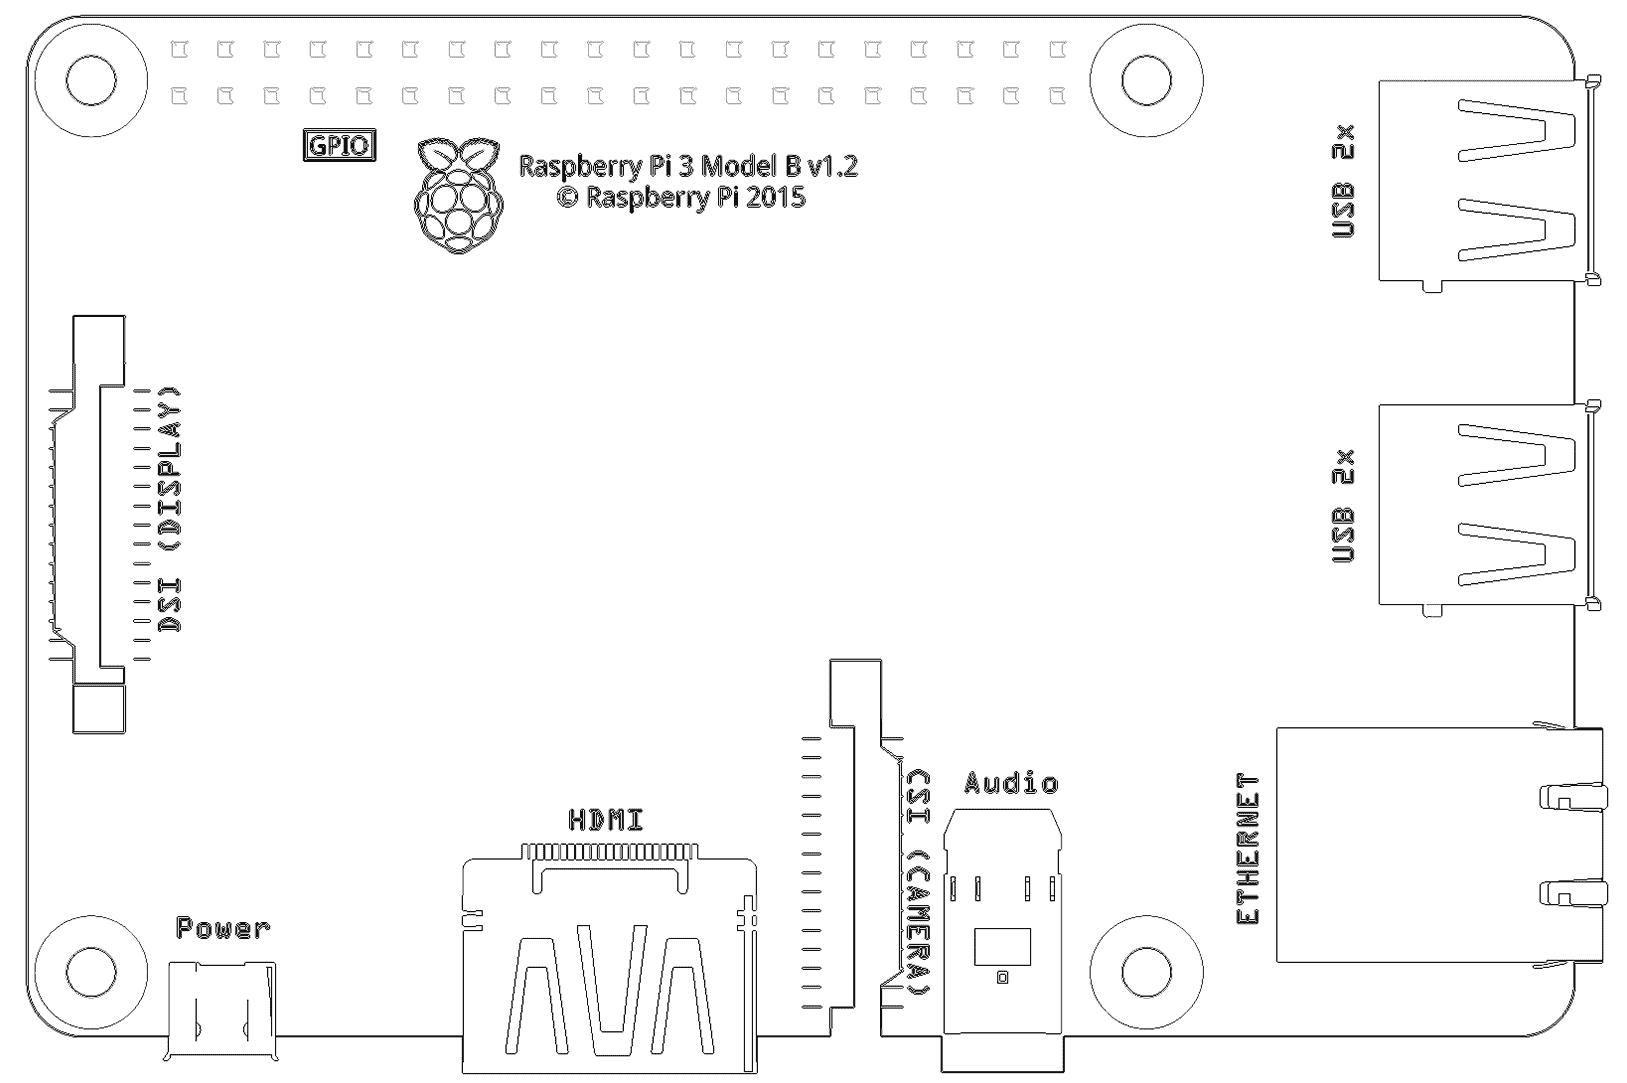 GPIO
Raspberry Pi 3 Model B v1.2
© Raspberry Pi 2015
USB 2x
DSI (DISPLAY)
USB 2x
HDMI
CSI (CAMERA)
Audio
ETHERNET
Power